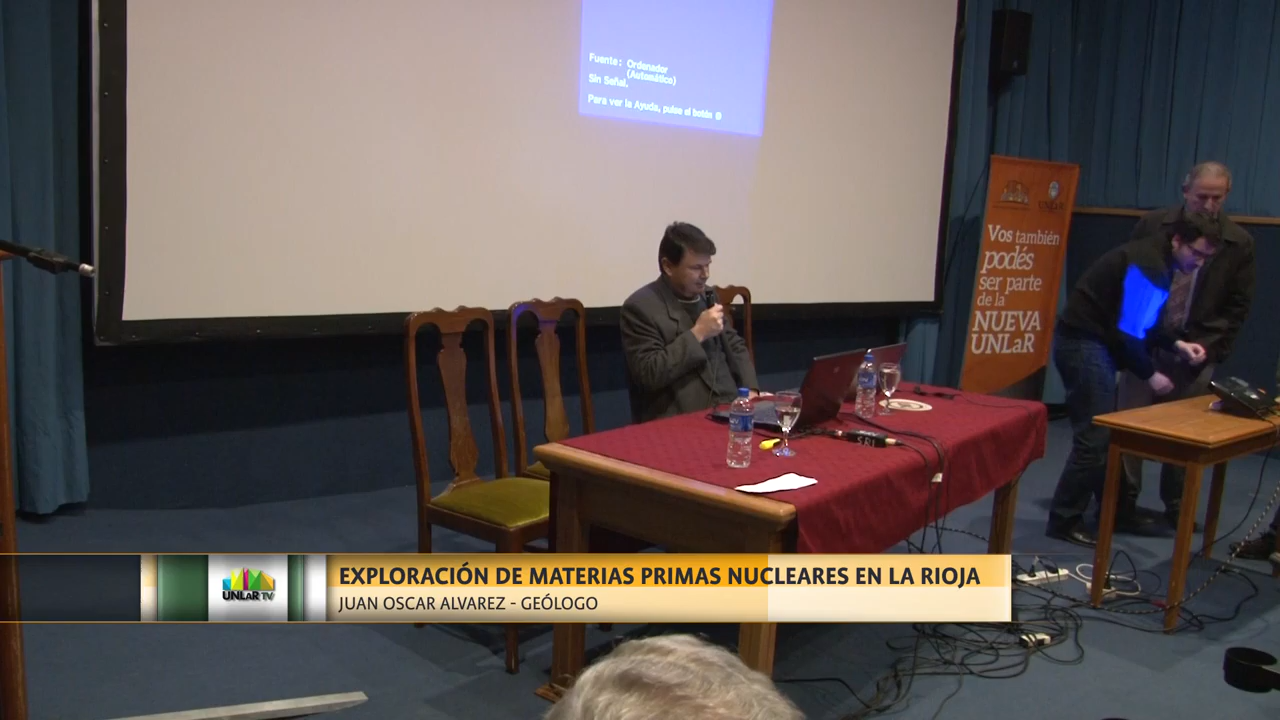 Fuente: Ordenador
(Automático)
Sin Señal.
Para ver la Ayuda, pulse el botón
UNLaR
Vos también
podés
ser parte
de la
NUEVA
UNLaR
EXPLORACIÓN DE MATERIAS PRIMAS NUCLEARES EN LA RIOJA
JUAN OSCAR ALVAREZ - GEÓLOGO
UNLaR TV